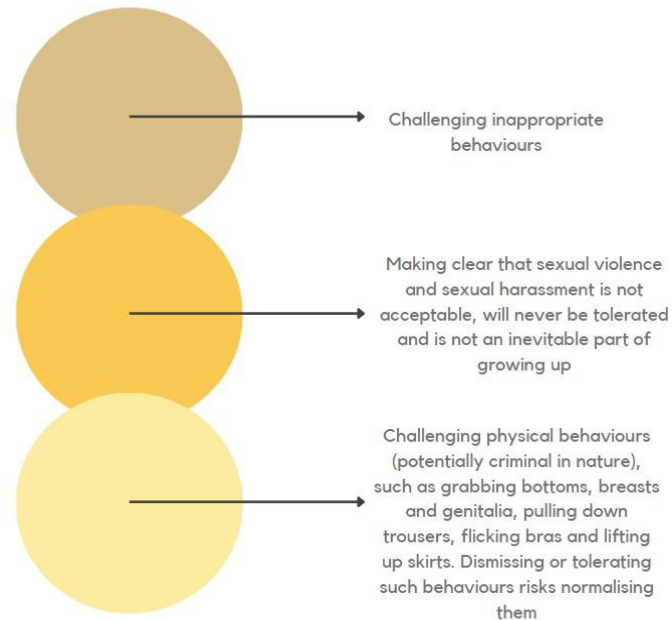 Challenging inappropriate
behaviours
Making clear that sexual violence
and sexual harassment is not
acceptable, will never be tolerated
and is not an inevitable part of
growing up
Challenging physical behaviours
(potentially criminal in nature),
such as grabbing bottoms, breasts
and genitalia, pulling down
trousers, flicking bras and lifting
up skirts. Dismissing or tolerating
such behaviours risks normalising
them